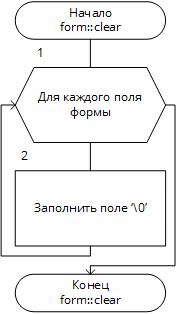 Начало
form::clear
1
Для каждого поля
формы
2
Заполнить поле ‘\0’
Конец
form::clear